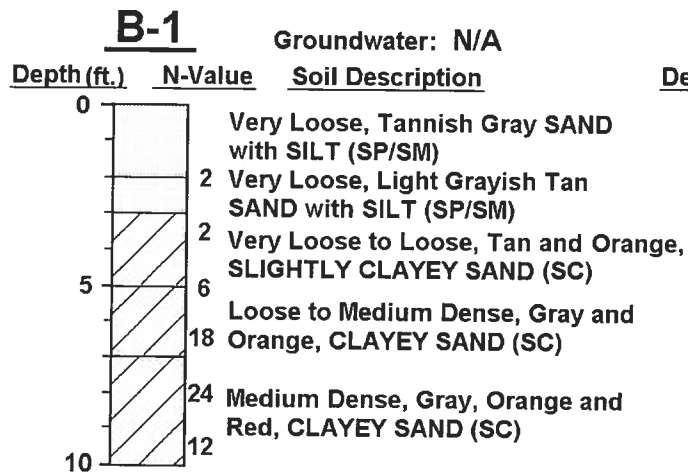 B-1
Groundwater: N/A
Depth (ft.) N-Value Soil Description De
0
Very Loose, Tannish Gray SAND
with SILT (SP/SM)
2 Very Loose, Light Grayish Tan
SAND with SILT (SP/SM)
2 Very Loose to Loose, Tan and Orange,
SLIGHTLY CLAYEY SAND (SC)
5 6
Loose to Medium Dense, Gray and
18 Orange, CLAYEY SAND (SC)
24 Medium Dense, Gray, Orange and
Red, CLAYEY SAND (SC)
12
10